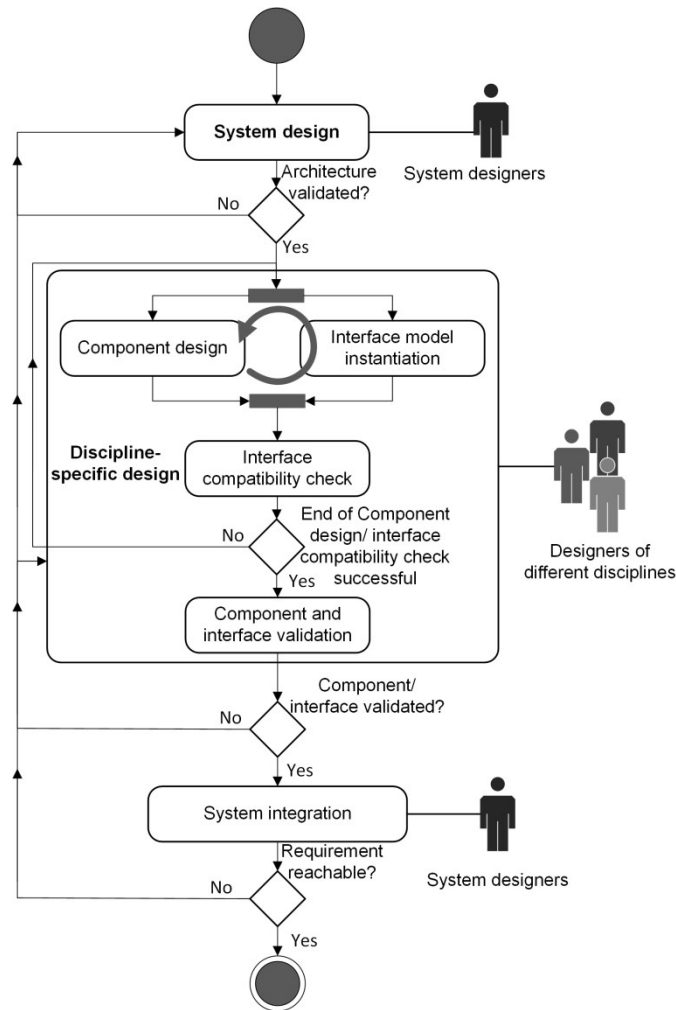 System design
System designers
Architecture
validated?
No
Yes
Component design
Interface model
instantiation
Discipline-
specific design
Interface
compatibility check
End of Component
design/ interface
compatibility check
successful
No
Yes
Designers of
different disciplines
Component and
interface validation
Component/
interface validated?
No
Yes
System integration
System designers
Requirement
reachable?
No
Yes